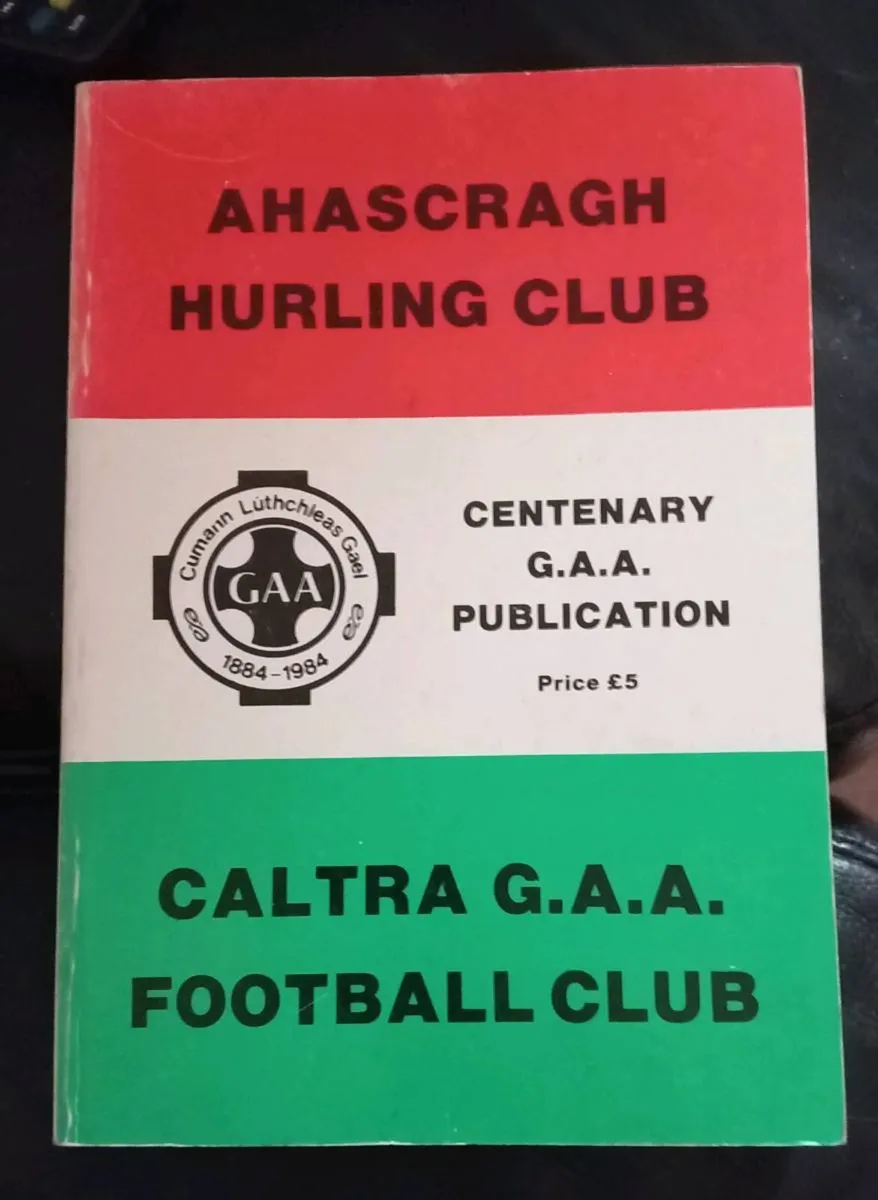 AHASCRAGH
HURLING CLUB
Cumann Lúthchleas Gael
GAA
1884-1984
CENTENARY
G.A.A.
PUBLICATION
Price £5
CALTRA G.A.A.
FOOTBALL CLUB